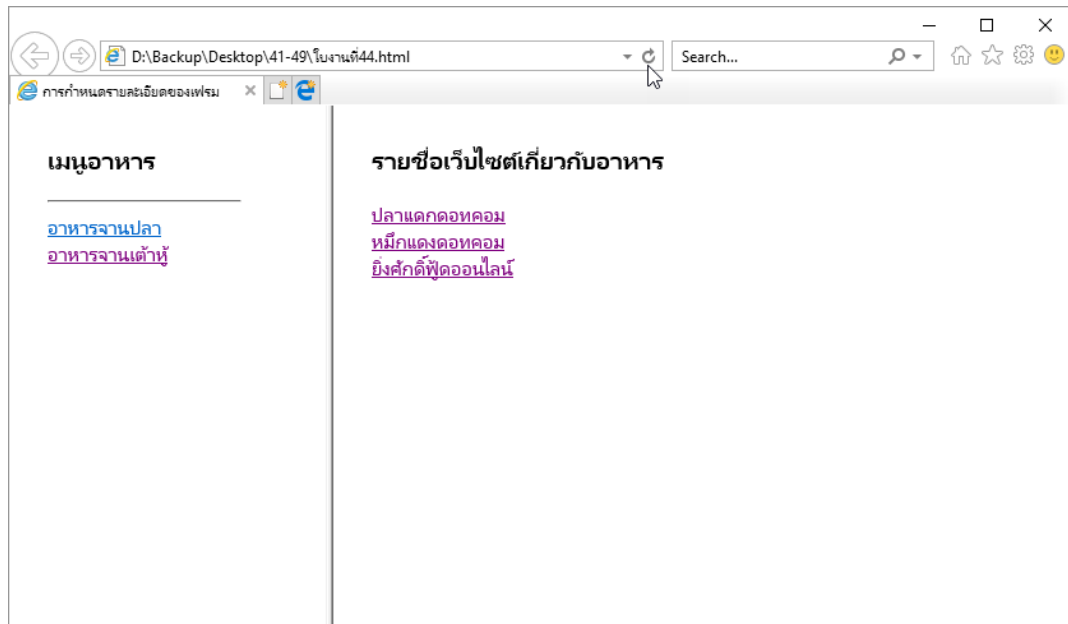 D:\Backup\Desktop\41-49\ใบงานที่44.html
Search...
การกำหนดรายละเอียดของเฟรม
เมนูอาหาร
อาหารจานปลา
อาหารจานเต้าหู้
รายชื่อเว็บไซต์เกี่ยวกับอาหาร
ปลาแดกดอทคอม
หมึกแดงดอทคอม
ยิ่งศักดิ์ฟู้ดออนไลน์